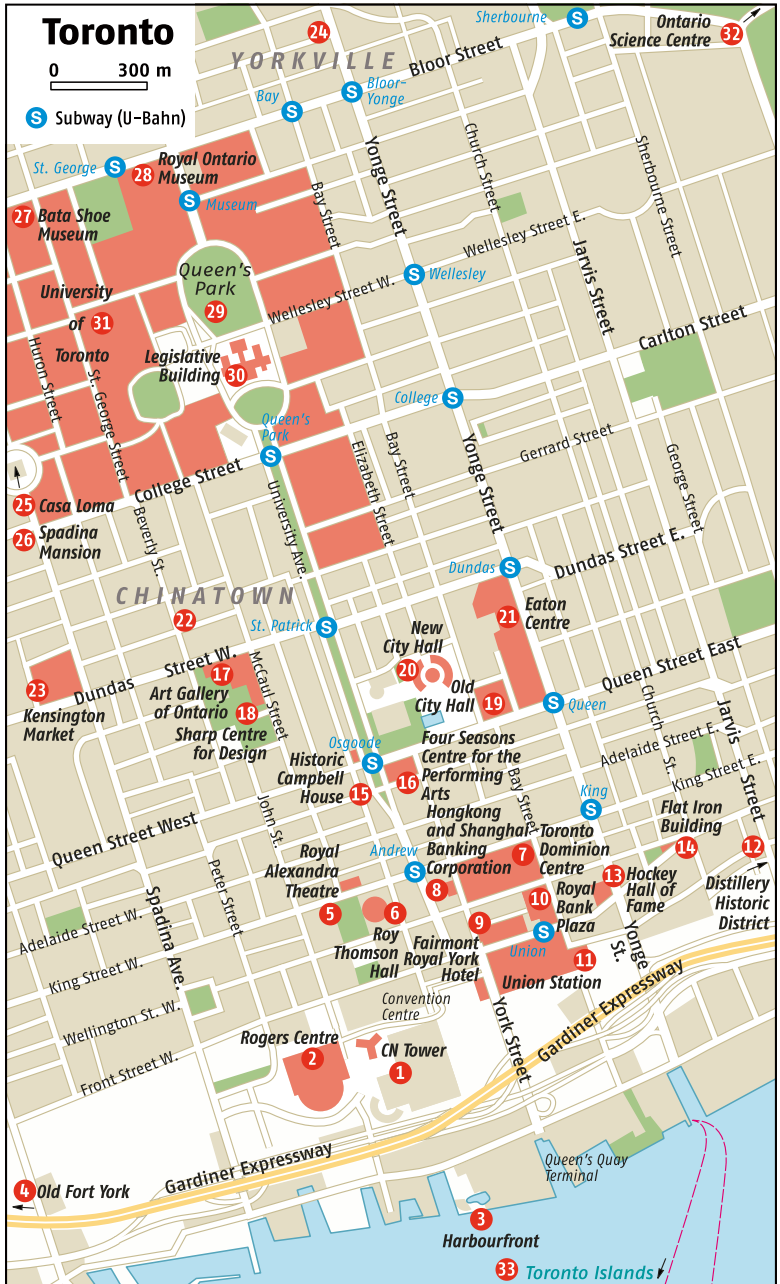 Toronto
0 300 m
S Subway (U-Bahn)
Sherbourne S
Ontario
Science Centre 32
24
YORKVILLE
Bloor Street
Bay S
S Bloor-
Yonge
St. George S
28 Royal Ontario
Museum
S Museum
27 Bata Shoe
Museum
Yonge Street
Church Street
Sherbourne Street
Bay Street
Wellesley Street E.
Jarvis Street
Queen's
Park
29
S Wellesley
Wellesley Street W.
University
of 31
Toronto
Carlton Street
Legislative
Building 30
Huron Street
St. George Street
College S
Queen's
Park
S
Yonge Street
Bay Street
Elizabeth Street
Gerrard Street
George Street
College Street
University Ave.
25 Casa Loma
26 Spadina
Mansion
Beverly St.
Dundas S
Dundas Street E.
CHINATOWN
22
St. Patrick S
21 Eaton
Centre
New
City Hall
20
Old
City Hall 19
Queen Street East
S Queen
Dundas Street W.
McCaul Street
23
Kensington
Market
17
Art Gallery
of Ontario 18
Sharp Centre
for Design
Church St.
Jarvis Street
Adelaide Street E.
King Street E.
Osgoode
S
Historic
Campbell
House
15
16
Four Seasons
Centre for the
Performing
Arts
Bay Street
King
S
Queen Street West
John St.
Peter Street
Hongkong
and Shanghai
Banking
Corporation
8
Andrew S
Toronto
Dominion
Centre
7
Flat Iron
Building
14
12
Distillery
Historic
District
13 Hockey
Hall of
Fame
Royal
Alexandra
Theatre
5
6
Roy
Thomson
Hall
10 Royal
Bank
Plaza
9
Fairmont
Royal York
Hotel
Union S
11
Union Station
Yonge St.
Spadina Ave.
Adelaide Street W.
King Street W.
Wellington St. W.
Front Street W.
Convention
Centre
York Street
Gardiner Expressway
Rogers Centre
2
CN Tower
1
Gardiner Expressway
Queen's Quay
Terminal
4 Old Fort York
3
Harbourfront
33 Toronto Islands